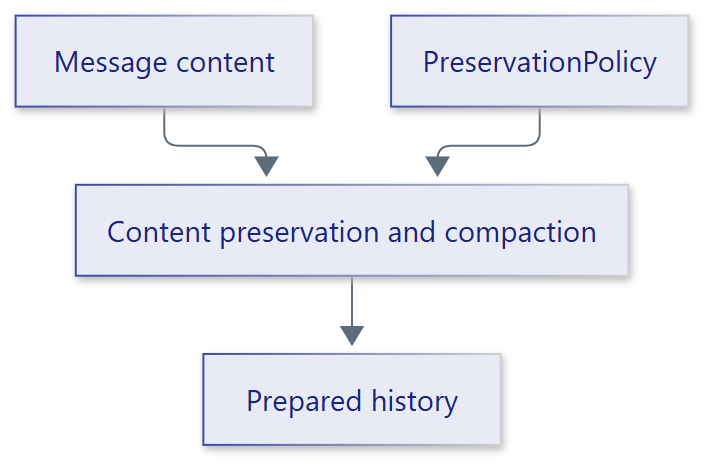 Message content
PreservationPolicy
Content preservation and compaction
Prepared history